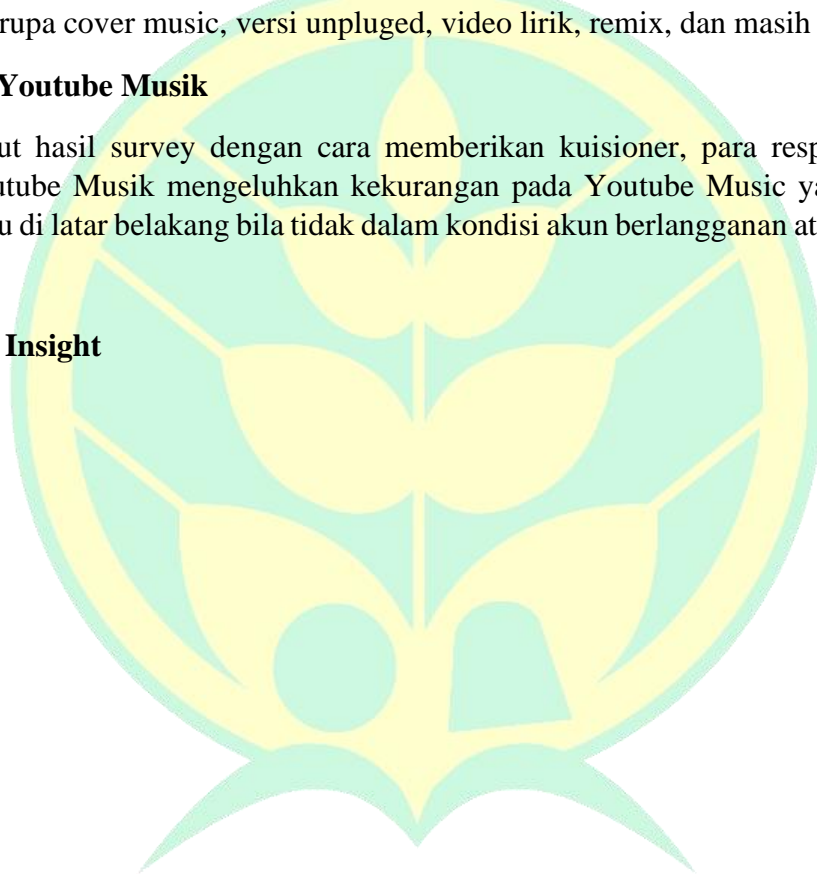 rupa cover music, versi unpluged, video lirik, remix, dan masih
Youtube Musik
ut hasil survey dengan cara memberikan kuisioner, para resp
utube Musik mengeluhkan kekurangan pada Youtube Music ya
u di latar belakang bila tidak dalam kondisi akun berlangganan at
Insight